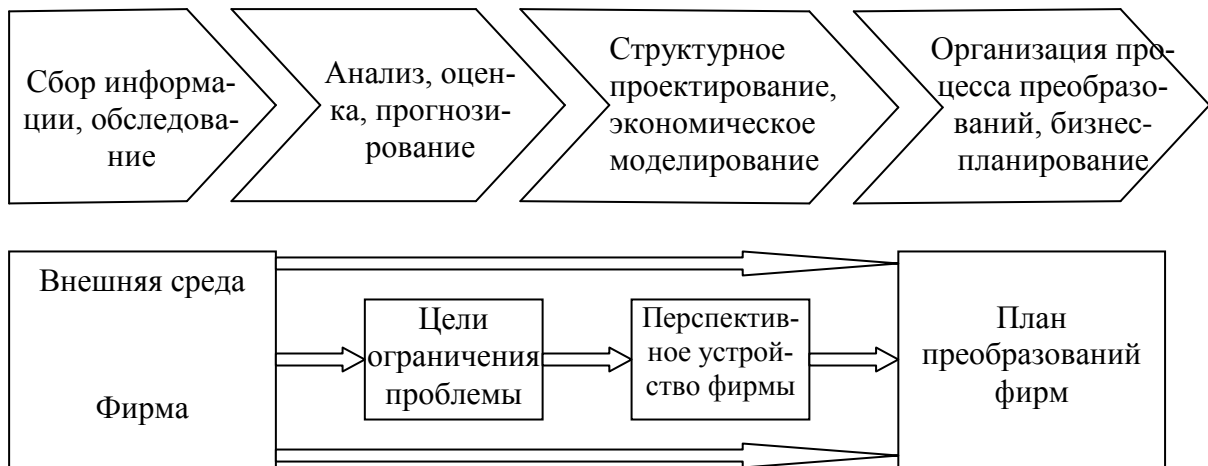 Сбор информа-
ции, обследова-
ние
Анализ, оцен-
ка, прогнози-
рование
Структурное
проектирование,
экономическое
моделирование
Организация про-
цесса преобразо-
ваний, бизнес-
планирование
Внешняя среда
Фирма
Цели
ограничения
проблемы
Перспектив-
ное устрой-
ство фирмы
План
преобразований
фирм